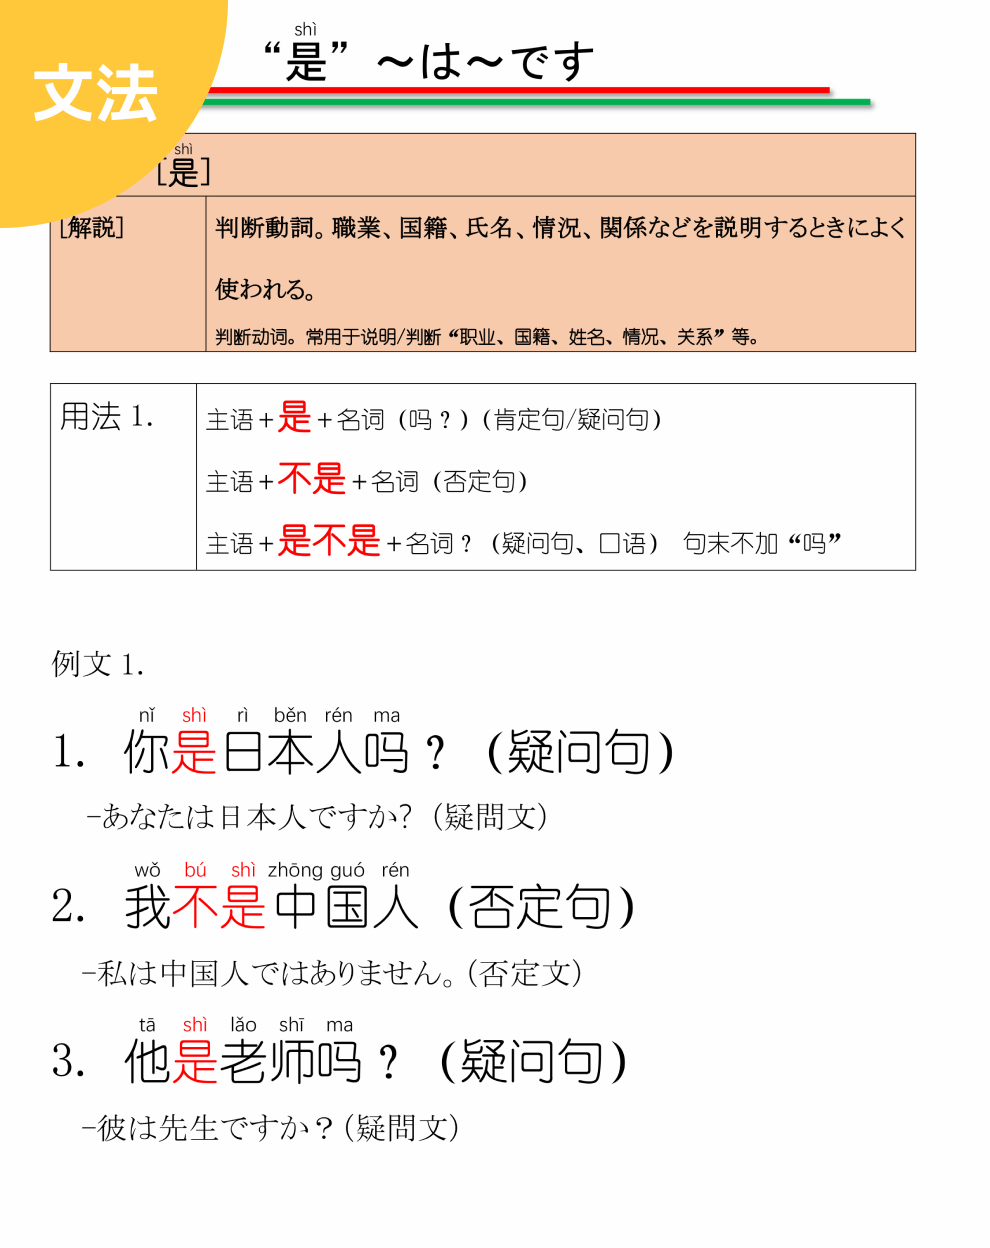 文法
shì
“是” ～は～です
shì
[是]
[解説]
判断動詞。職業、国籍、氏名、情況、関係などを説明するときによく
使われる。
判断动词。常用于说明/判断“职业、国籍、姓名、情况、关系”等。
用法 1.
主语+是+名词（吗？）（肯定句/疑问句）
主语+不是+名词（否定句）
主语+是不是+名词？（疑问句、口语） 句末不加“吗”
例文 1.
nǐ shì rì běn rén ma
1. 你是日本人吗？（疑问句）
-あなたは日本人ですか？（疑問文）
wǒ bú shì zhōng guó rén
2. 我不是中国人（否定句）
-私は中国人ではありません。（否定文）
tā shì lǎo shī ma
3. 他是老师吗？（疑问句）
-彼は先生ですか？（疑問文）